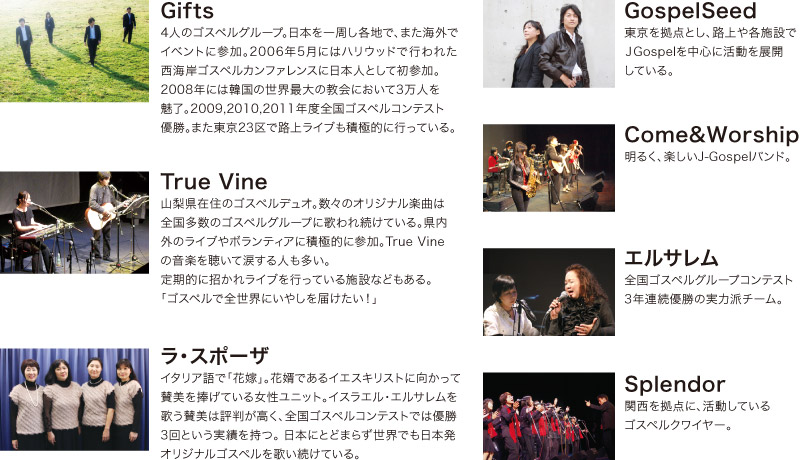 Gifts
4人のゴスペルグループ。日本を一周し各地で、また海外で
イベントに参加。2006年5月にはハリウッドで行われた
西海岸ゴスペルカンファレンスに日本人として初参加。
2008年には韓国の世界最大の教会において3万人を
魅了。2009,2010,2011年度全国ゴスペルコンテスト
優勝。また東京23区で路上ライブも積極的に行っている。
True Vine
山梨県在住のゴスペルデュオ。数々のオリジナル楽曲は
全国多数のゴスペルグループに歌われ続けている。県内
外のライブやボランティアに積極的に参加。True Vine
の音楽を聴いて涙する人も多い。
定期的に招かれライブを行っている施設などもある。
「ゴスペルで全世界にいやしを届けたい！」
ラ・スポーザ
イタリア語で「花嫁」。花婿であるイエスキリストに向かって
賛美を捧げている女性ユニット。イスラエル・エルサレムを
歌う賛美は評判が高く、全国ゴスペルコンテストでは優勝
3回という実績を持つ。 日本にとどまらず世界でも日本発
オリジナルゴスペルを歌い続けている。
GospelSeed
東京を拠点とし、路上や各施設で
JGospelを中心に活動を展開
している。
Come&Worship
明るく、楽しいJ-Gospelバンド。
エルサレム
全国ゴスペルグループコンテスト
3年連続優勝の実力派チーム。
Splendor
関西を拠点に、活動している
ゴスペルクワイヤー。